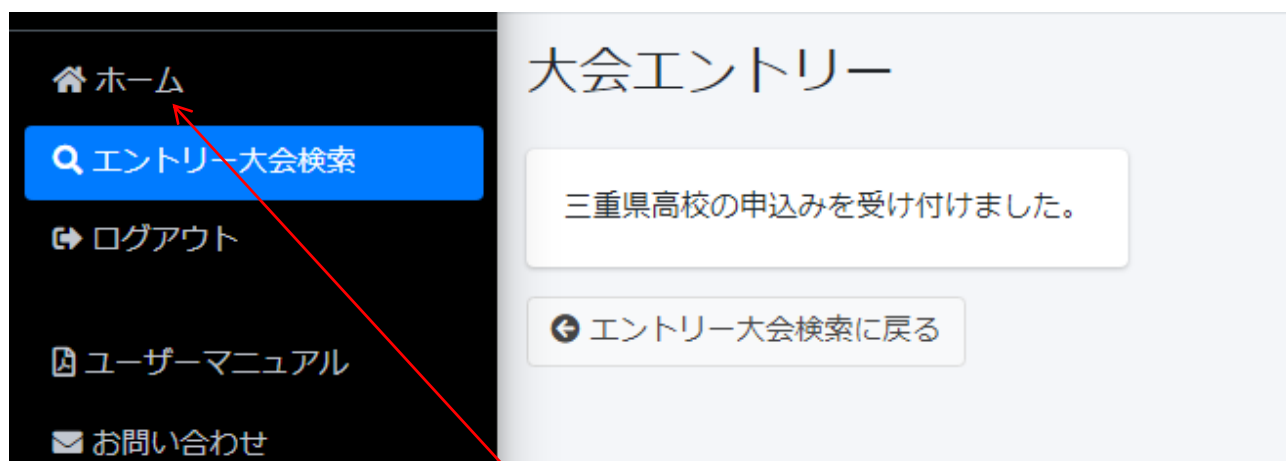 ホーム
エントリー大会検索
ログアウト
ユーザーマニュアル
お問い合わせ
大会エントリー
三重県高校の申込みを受け付けました。
エントリー大会検索に戻る